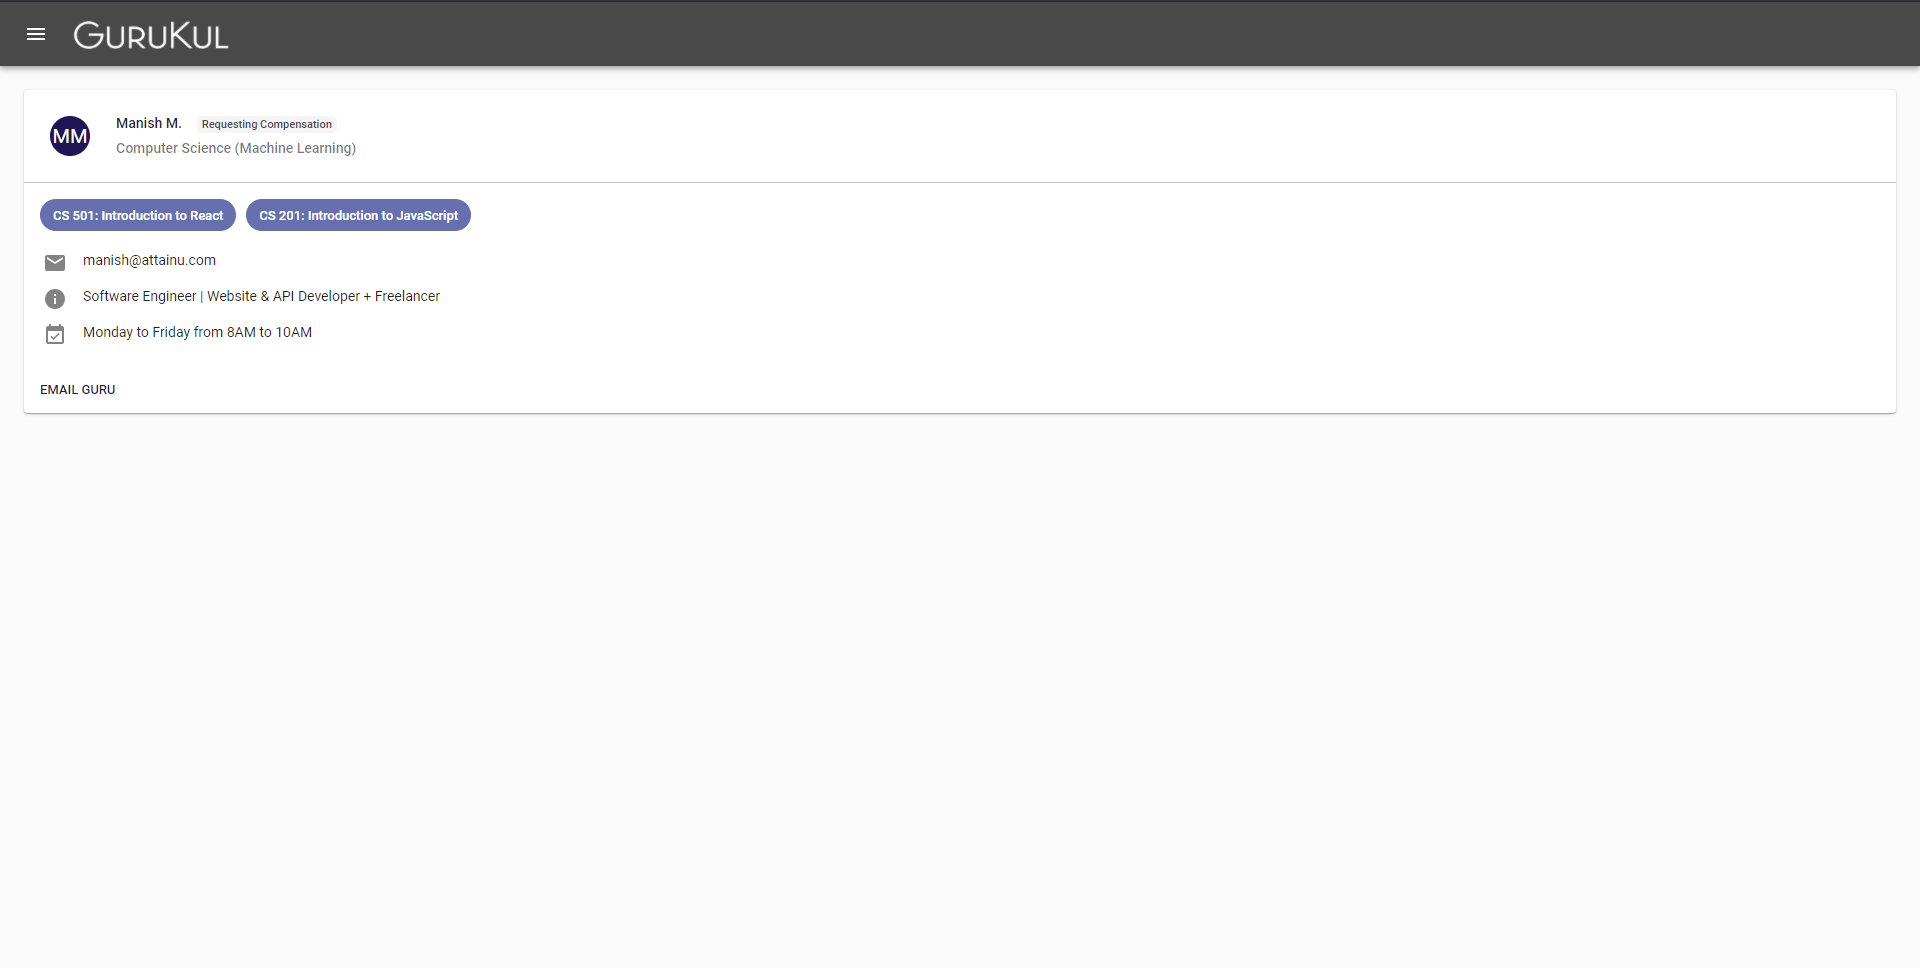 GURUKUL
MM
Manish M. Requesting Compensation
Computer Science (Machine Learning)
CS 501: Introduction to React CS 201: Introduction to JavaScript
manish@attainu.com
Software Engineer | Website & API Developer + Freelancer
Monday to Friday from 8AM to 10AM
EMAIL GURU